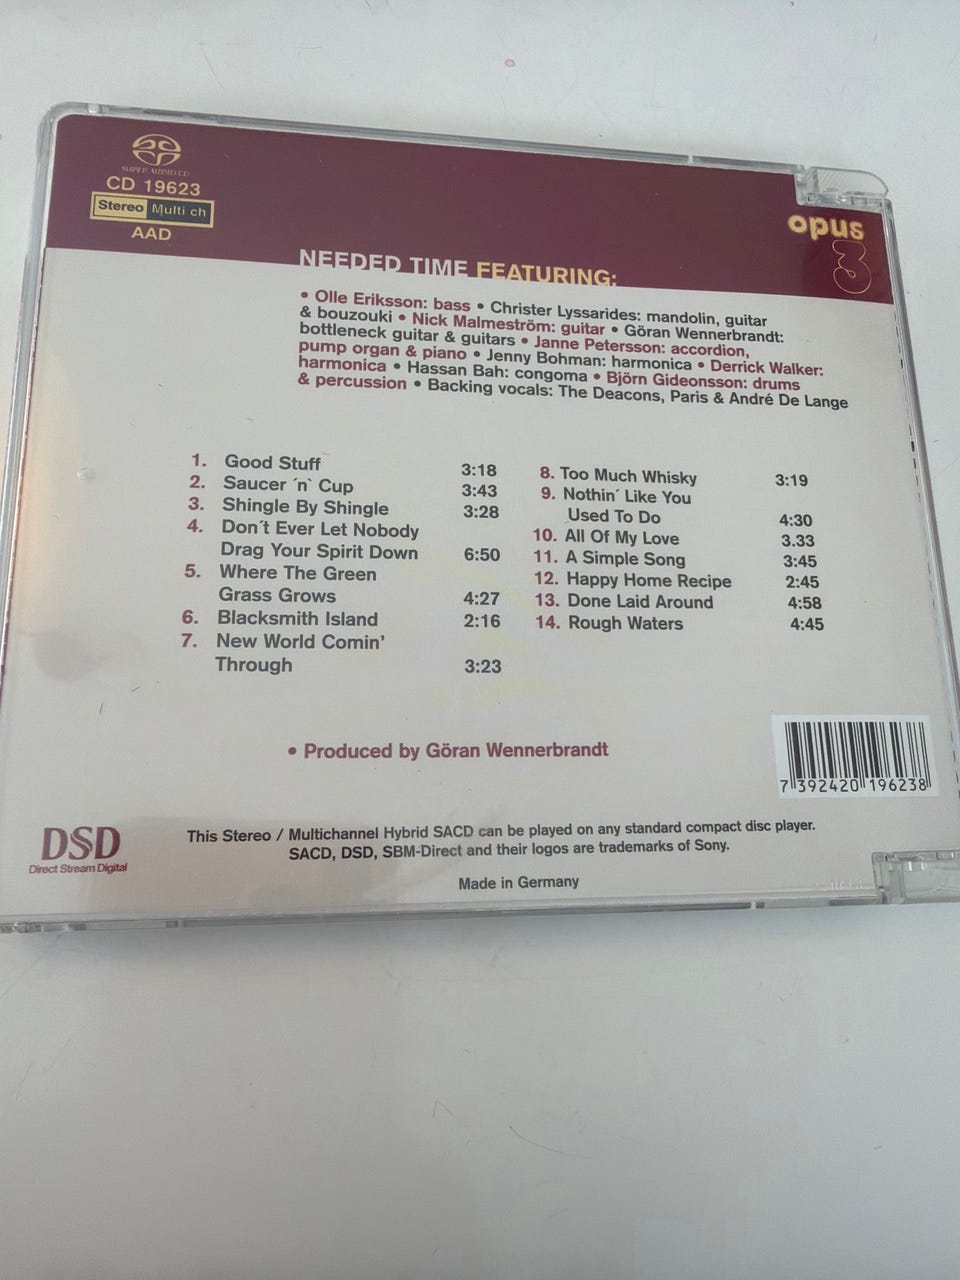 SUPER AUDIO CD
CD 19623
Stereo Multi ch
AAD
opus
3
NEEDED TIME FEATURING:
• Olle Eriksson: bass • Christer Lyssarides: mandolin, guitar
& bouzouki • Nick Malmeström: guitar • Göran Wennerbrandt:
bottleneck guitar & guitars • Janne Petersson: accordion,
pump organ & piano • Jenny Bohman: harmonica • Derrick Walker:
harmonica • Hassan Bah: congoma • Björn Gideonsson: drums
& percussion • Backing vocals: The Deacons, Paris & André De Lange
1. Good Stuff 3:18
2. Saucer ´n` Cup 3:43
3. Shingle By Shingle 3:28
4. Don´t Ever Let Nobody
Drag Your Spirit Down 6:50
5. Where The Green
Grass Grows 4:27
6. Blacksmith Island 2:16
7. New World Comin'
Through 3:23
8. Too Much Whisky 3:19
9. Nothin´ Like You
Used To Do 4:30
10. All Of My Love 3.33
11. A Simple Song 3:45
12. Happy Home Recipe 2:45
13. Done Laid Around 4:58
14. Rough Waters 4:45
• Produced by Göran Wennerbrandt
7 392420 196238
DSD
Direct Stream Digital
This Stereo / Multichannel Hybrid SACD can be played on any standard compact disc player.
SACD, DSD, SBM-Direct and their logos are trademarks of Sony.
Made in Germany